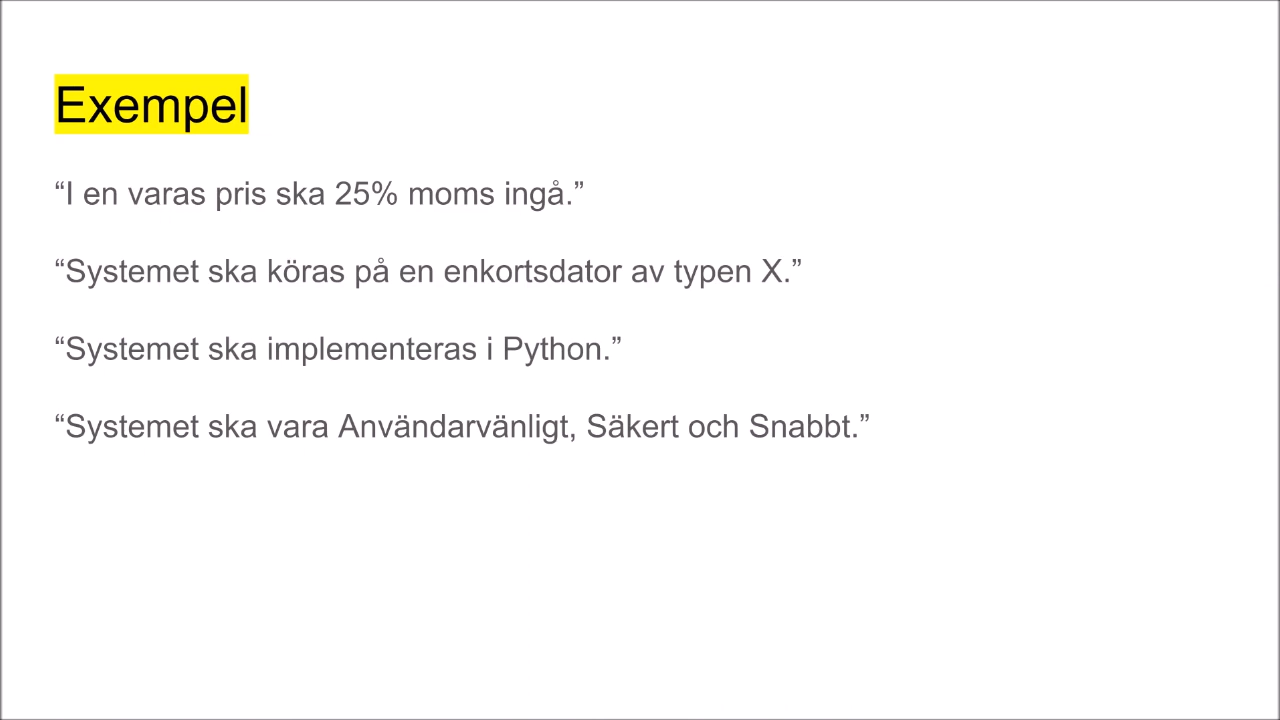 Exempel
“I en varas pris ska 25% moms ingå.”
“Systemet ska köras på en enkortsdator av typen X.”
“Systemet ska implementeras i Python.”
“Systemet ska vara Användarvänligt, Säkert och Snabbt.”